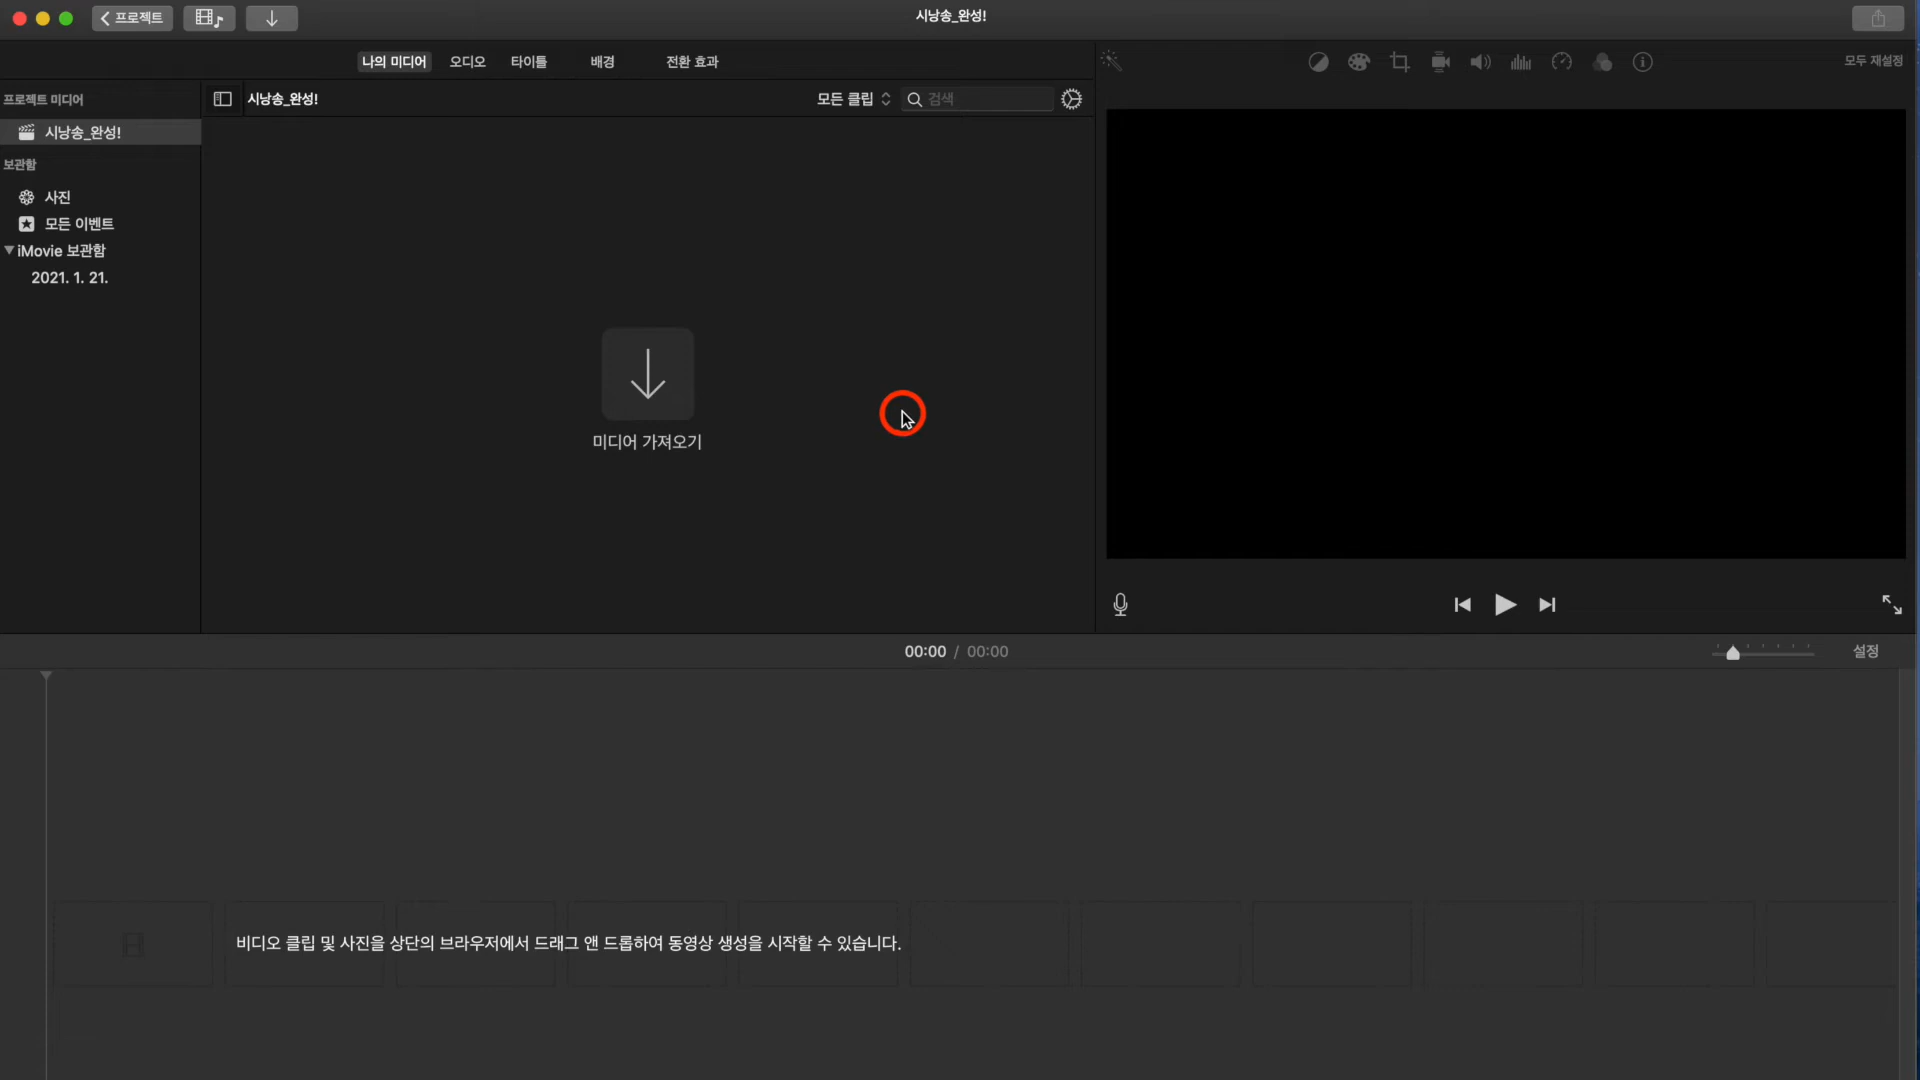 프로젝트
시낭송_완성!
나의 미디어
오디오
타이틀
배경
전환 효과
모두 재설정
프로젝트 미디어
시낭송_완성!
모든 클립
검색
시낭송_완성!
보관함
사진
모든 이벤트
iMovie 보관함
2021. 1. 21.
미디어 가져오기
00:00 / 00:00
설정
비디오 클립 및 사진을 상단의 브라우저에서 드래그 앤 드롭하여 동영상 생성을 시작할 수 있습니다.